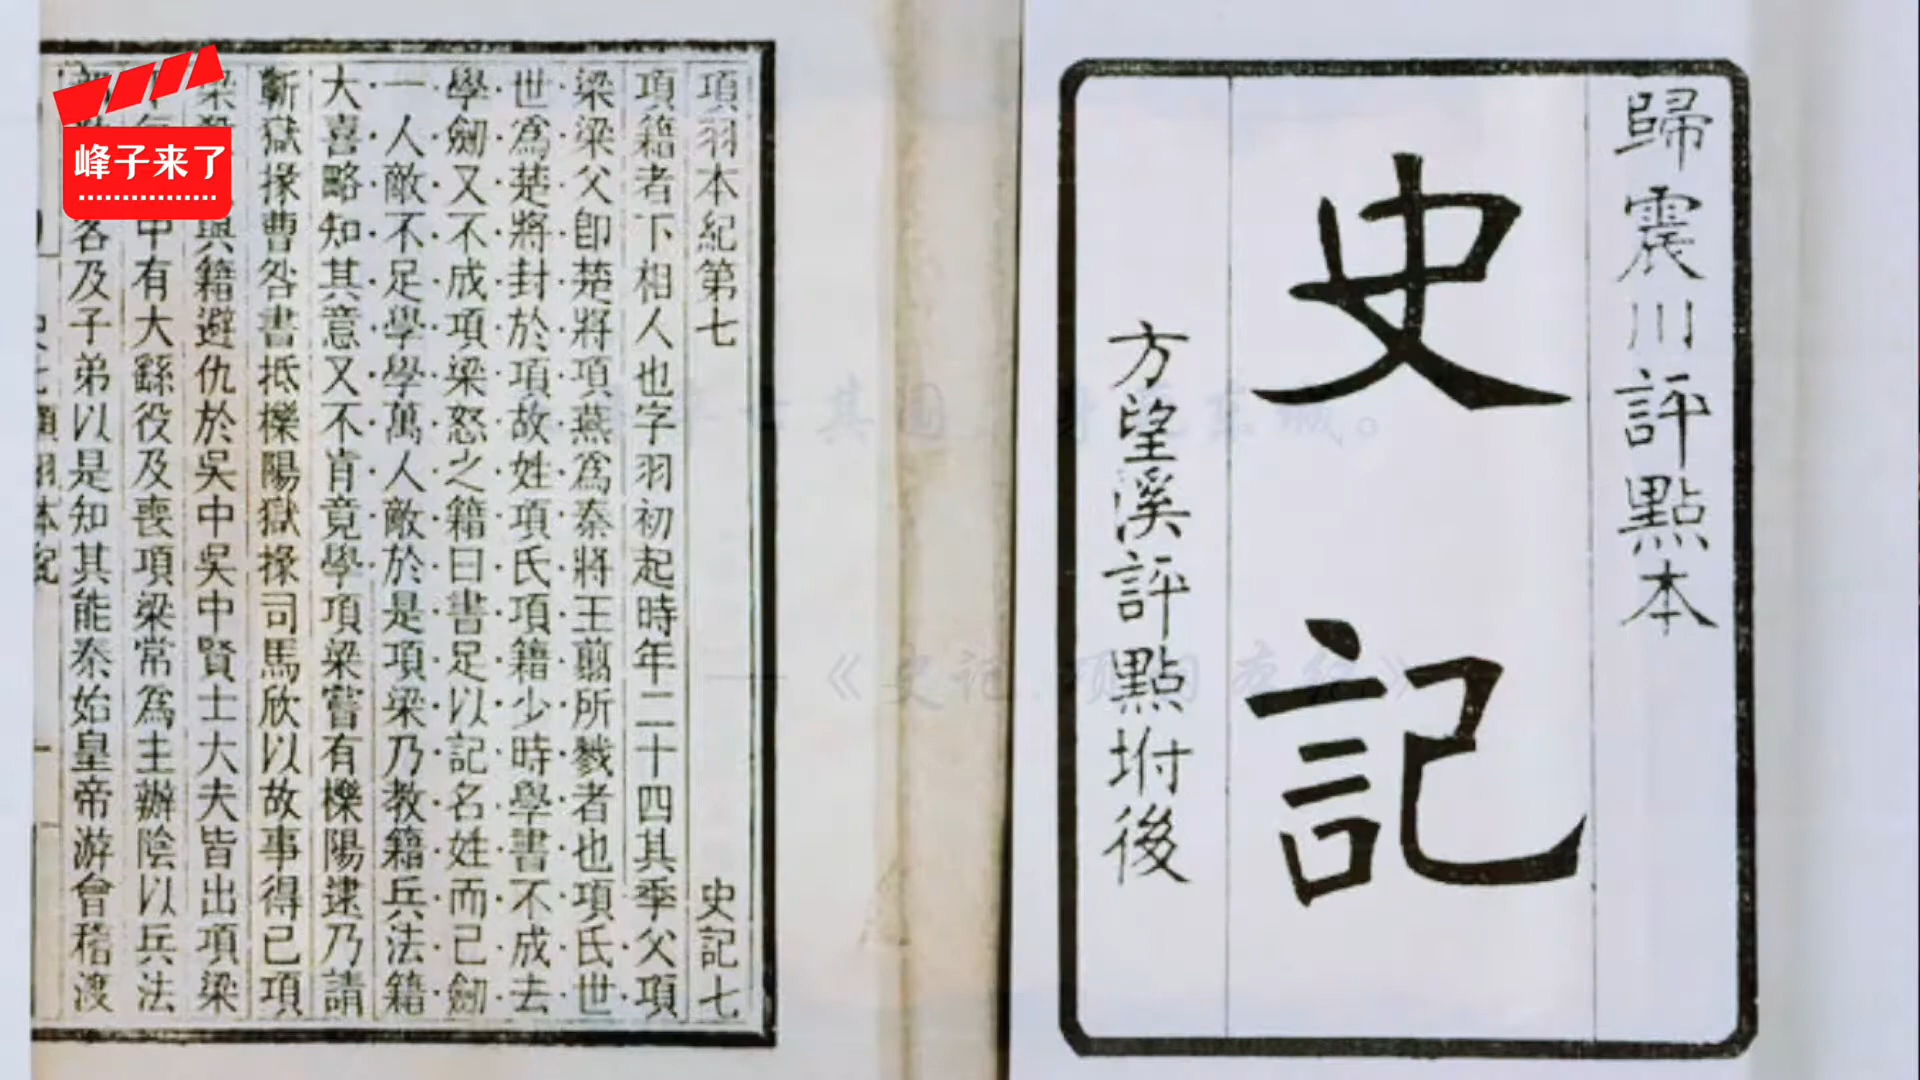 峰子来了
歸震川評點本
史記
方望溪評點坿後
項羽本紀第七 史記七
項籍者下相人也字羽初起時年二十四其季父項
梁梁父卽楚將項燕爲秦將王翦所戮者也項氏世
世爲楚將封於項故姓項氏項籍少時學書不成去
學劒又不成項梁怒之籍曰書足以記名姓而已劒
一人敵不足學學萬人敵於是項梁乃教籍兵法籍
大喜略知其意又不肯竟學項梁嘗有櫟陽逮乃請
蘄獄掾曹咎書抵櫟陽獄掾司馬欣以故事得已項
梁與籍避仇於吳中吳中賢士大夫皆出項梁
中有大繇役及喪項梁常爲主辦陰以兵法
客及子弟以是知其能秦始皇帝游會稽渡